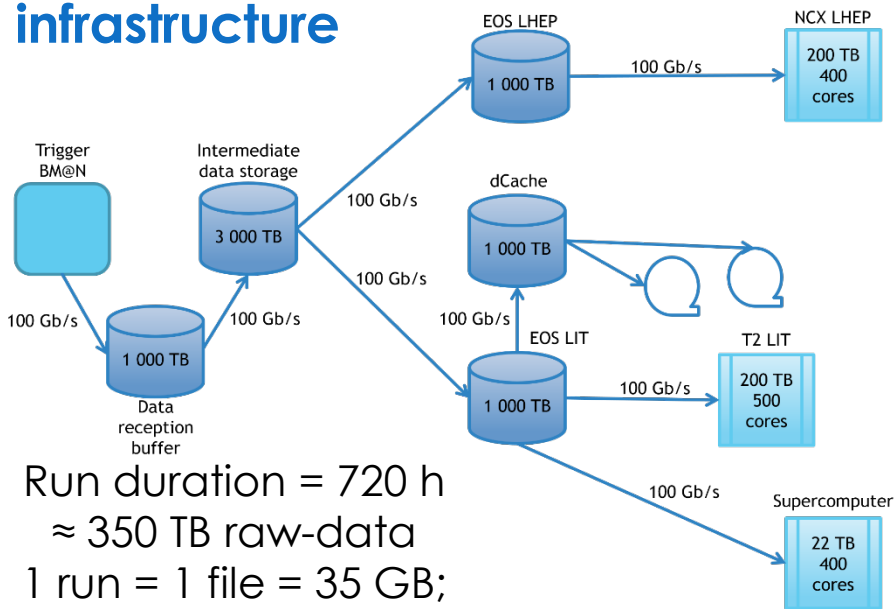 infrastructure
EOS LHEP
1 000 TB
100 Gb/s
NCX LHEP
200 TB
400
cores
Trigger
BM@N
100 Gb/s
1 000 TB
Data
reception
buffer
100 Gb/s
Intermediate
data storage
3 000 TB
100 Gb/s
100 Gb/s
dCache
1 000 TB
100 Gb/s
EOS LIT
1 000 TB
100 Gb/s
T2 LIT
200 TB
500
cores
100 Gb/s
Supercomputer
22 TB
400
cores
Run duration = 720 h
≈ 350 TB raw-data
1 run = 1 file = 35 GB;